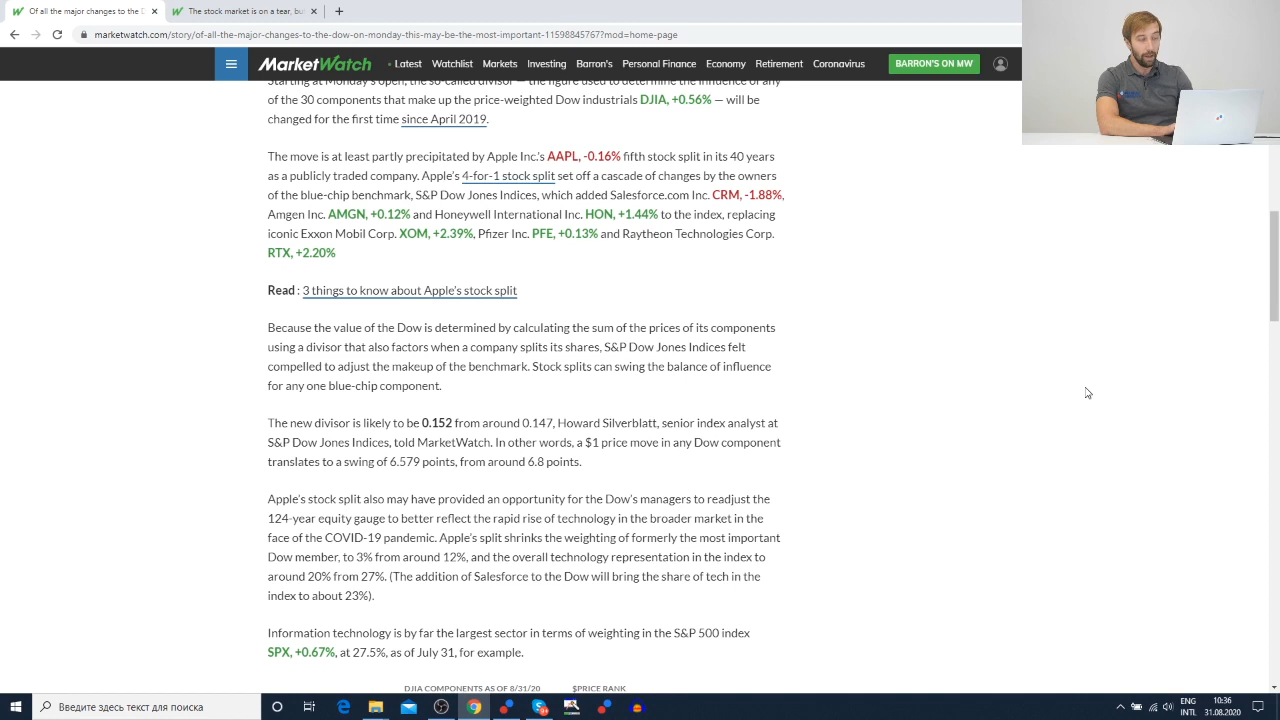 Of all the major changes to the D
The stock market is on a tear, bu
marketwatch.com/story/of-all-the-major-changes-to-the-dow-on-monday-this-may-be-the-most-important-11598845767?mod=home-page
MarketWatch
Latest Watchlist Markets Investing Barron's Personal Finance Economy Retirement Coronavirus
BARRON'S ON MW
Starting at Monday's open, the so-called divisor — the figure used to determine the influence of any
of the 30 components that make up the price-weighted Dow industrials DJIA, +0.56% — will be
changed for the first time since April 2019.
The move is at least partly precipitated by Apple Inc.'s AAPL, -0.16% fifth stock split in its 40 years
as a publicly traded company. Apple's 4-for-1 stock split set off a cascade of changes by the owners
of the blue-chip benchmark, S&P Dow Jones Indices, which added Salesforce.com Inc. CRM, -1.88%,
Amgen Inc. AMGN, +0.12% and Honeywell International Inc. HON, +1.44% to the index, replacing
iconic Exxon Mobil Corp. XOM, +2.39%, Pfizer Inc. PFE, +0.13% and Raytheon Technologies Corp.
RTX, +2.20%
Read : 3 things to know about Apple's stock split
Because the value of the Dow is determined by calculating the sum of the prices of its components
using a divisor that also factors when a company splits its shares, S&P Dow Jones Indices felt
compelled to adjust the makeup of the benchmark. Stock splits can swing the balance of influence
for any one blue-chip component.
The new divisor is likely to be 0.152 from around 0.147, Howard Silverblatt, senior index analyst at
S&P Dow Jones Indices, told MarketWatch. In other words, a $1 price move in any Dow component
translates to a swing of 6.579 points, from around 6.8 points.
Apple's stock split also may have provided an opportunity for the Dow's managers to readjust the
124-year equity gauge to better reflect the rapid rise of technology in the broader market in the
face of the COVID-19 pandemic. Apple's split shrinks the weighting of formerly the most important
Dow member, to 3% from around 12%, and the overall technology representation in the index to
around 20% from 27%. (The addition of Salesforce to the Dow will bring the share of tech in the
index to about 23%).
Information technology is by far the largest sector in terms of weighting in the S&P 500 index
SPX, +0.67%, at 27.5%, as of July 31, for example.
DJIA COMPONENTS AS OF 8/31/20 $PRICE RANK
Введите здесь текст для поиска
ENG
INTL
10:36
31.08.2020